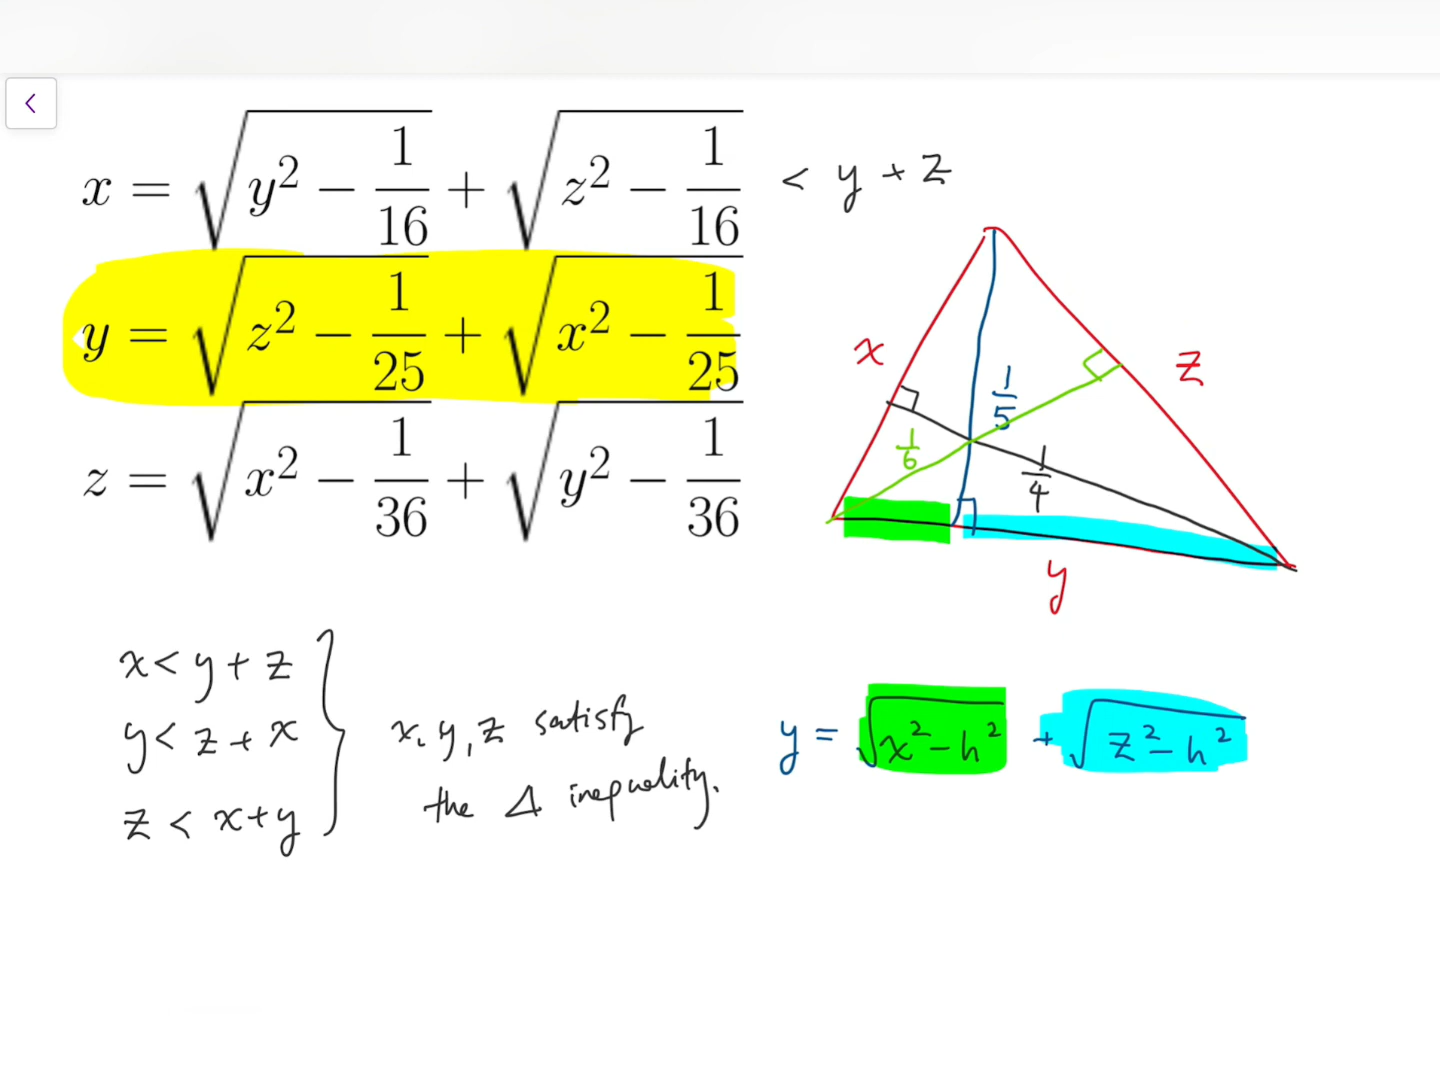 x = √(y² − 1/16) + √(z² − 1/16) < y + z
y = √(z² − 1/25) + √(x² − 1/25)
z = √(x² − 1/36) + √(y² − 1/36)
x
z
1/5
1/6
1/4
y
x < y + z
y < z + x
z < x + y
x, y, z satisfy
the Δ inequality.
y = √(x² − h²) + √(z² − h²)